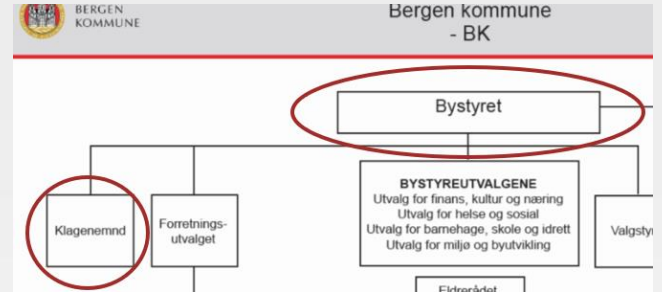 BERGEN
KOMMUNE
Bergen kommune
- BK
Bystyret
Klagenemnd
Forretnings-
utvalget
BYSTYREUTVALGENE
Utvalg for finans, kultur og næring
Utvalg for helse og sosial
Utvalg for barnehage, skole og idrett
Utvalg for miljø og byutvikling
Valgsty
Eldrerådet